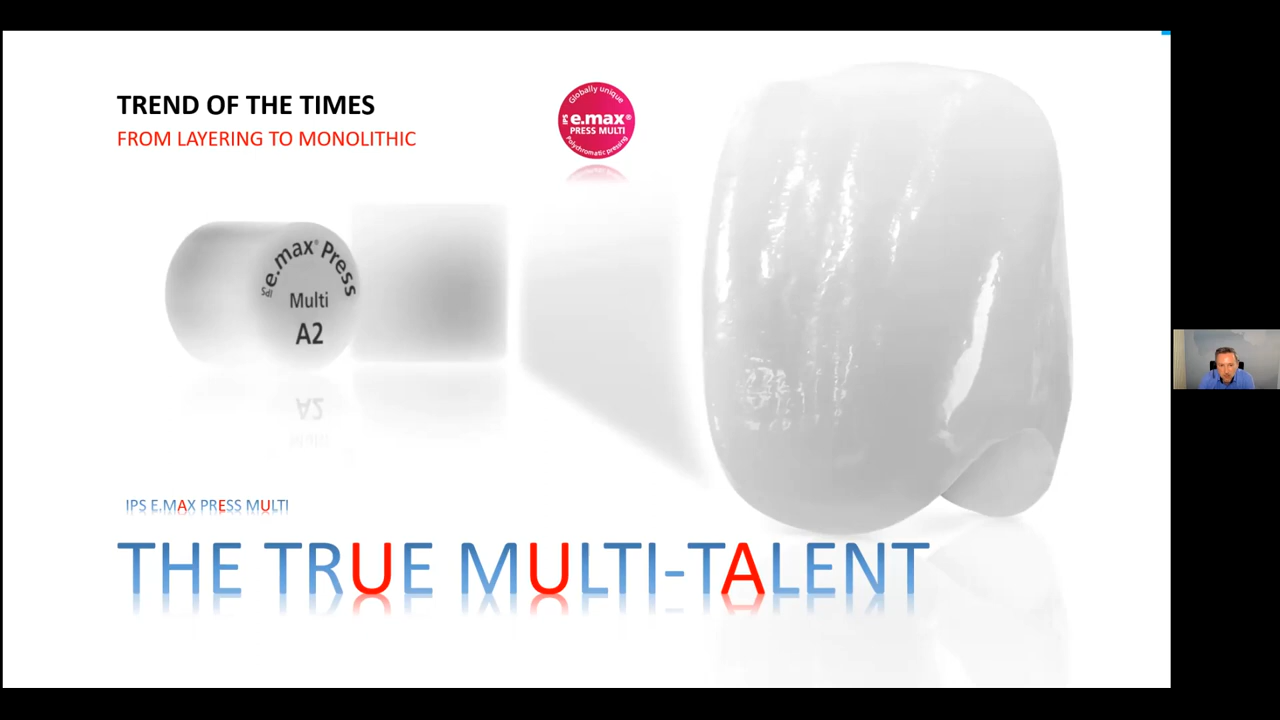 TREND OF THE TIMES
FROM LAYERING TO MONOLITHIC
Globally unique
IPS e.max®
PRESS MULTI
Polychromatic pressing
IPS e.max® Press
Multi
A2
IPS E.MAX PRESS MULTI
THE TRUE MULTI-TALENT